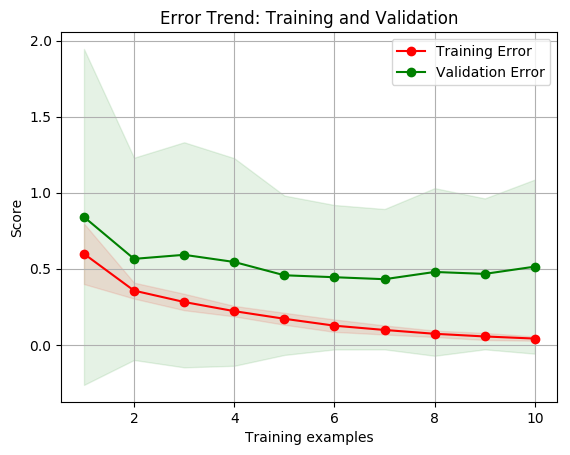 Error Trend: Training and Validation
Training Error
Validation Error
Score
2.0
1.5
1.0
0.5
0.0
2
4
6
8
10
Training examples